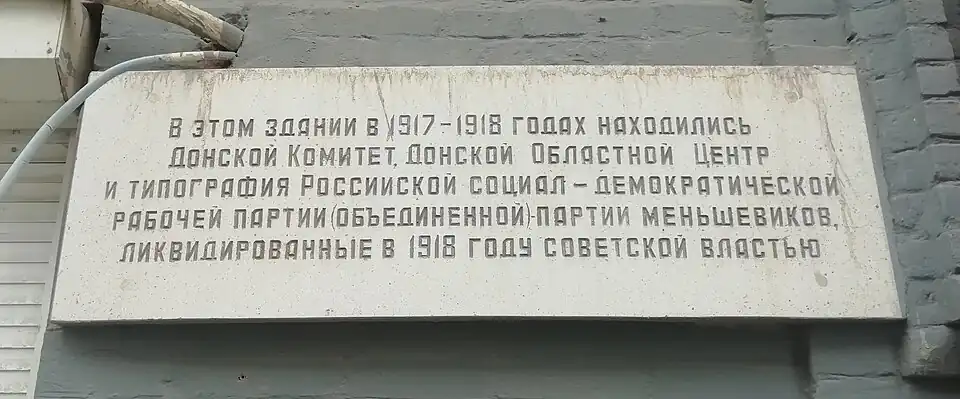 В ЭТОМ ЗДАНИИ В 1917-1918 ГОДАХ НАХОДИЛИСЬ
ДОНСКОЙ КОМИТЕТ, ДОНСКОЙ ОБЛАСТНОЙ ЦЕНТР
И ТИПОГРАФИЯ РОССИИСКОЙ СОЦИАЛ-ДЕМОКРАТИЧЕСКОЙ
РАБОЧЕЙ ПАРТИИ (ОБЪЕДИНЕННОЙ)-ПАРТИИ МЕНЬШЕВИКОВ,
ЛИКВИДИРОВАННЫЕ В 1918 ГОДУ СОВЕТСКОЙ ВЛАСТЬЮ